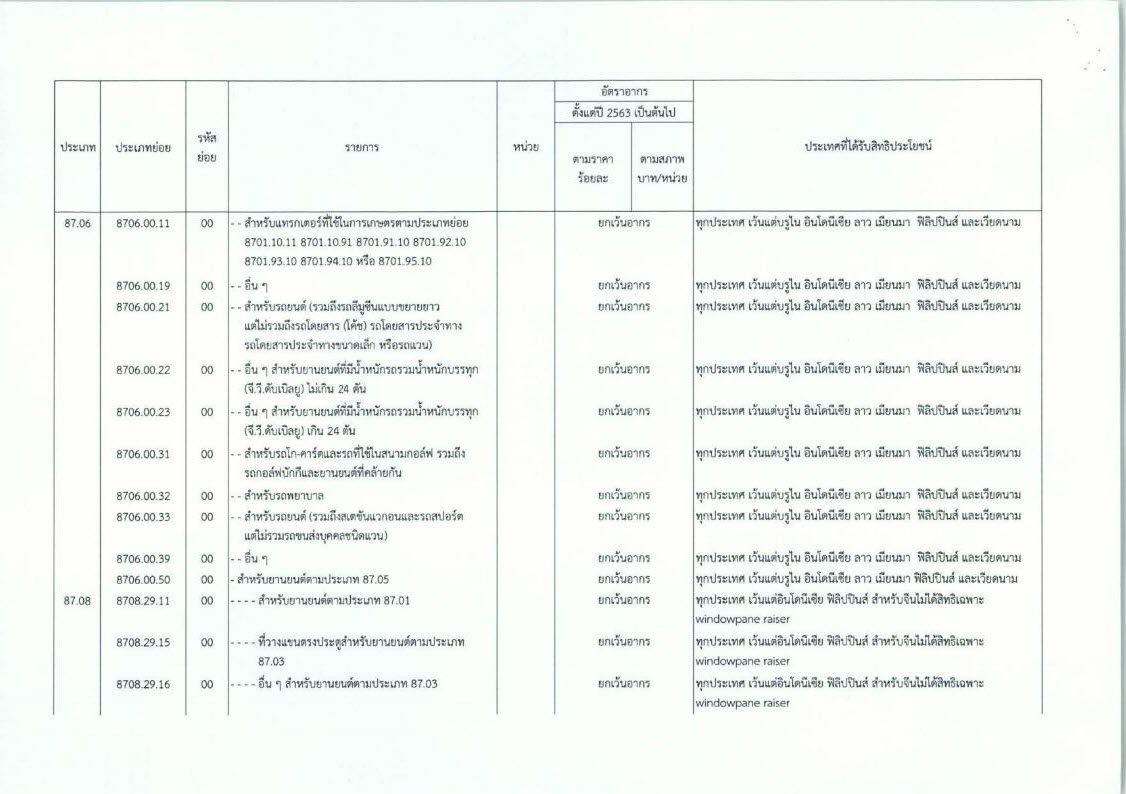 ประเภท ประเภทย่อย รหัสย่อย รายการ หน่วย อัตราอากร ประเทศที่ได้รับสิทธิประโยชน์
ตั้งแต่ปี 2563 เป็นต้นไป
ตามราคา ตามสภาพ
ร้อยละ บาท/หน่วย
87.06 8706.00.11 00 - - สำหรับแทรกเตอร์ที่ใช้ในการเกษตรตามประเภทย่อย ยกเว้นอากร ทุกประเทศ เว้นแต่บรูไน อินโดนีเซีย ลาว เมียนมา ฟิลิปปินส์ และเวียดนาม
8701.10.11 8701.10.91 8701.91.10 8701.92.10
8701.93.10 8701.94.10 หรือ 8701.95.10
8706.00.19 00 - - อื่น ๆ ยกเว้นอากร ทุกประเทศ เว้นแต่บรูไน อินโดนีเซีย ลาว เมียนมา ฟิลิปปินส์ และเวียดนาม
8706.00.21 00 - - สำหรับรถยนต์ (รวมถึงรถลีมูซีนแบบขยายยาว ยกเว้นอากร ทุกประเทศ เว้นแต่บรูไน อินโดนีเซีย ลาว เมียนมา ฟิลิปปินส์ และเวียดนาม
แต่ไม่รวมถึงรถโดยสาร (โค้ช) รถโดยสารประจำทาง
รถโดยสารประจำทางขนาดเล็ก หรือรถแวน)
8706.00.22 00 - - อื่น ๆ สำหรับยานยนต์ที่มีน้ำหนักรถรวมน้ำหนักบรรทุก ยกเว้นอากร ทุกประเทศ เว้นแต่บรูไน อินโดนีเซีย ลาว เมียนมา ฟิลิปปินส์ และเวียดนาม
(จี.วี.ดับเบิลยู) ไม่เกิน 24 ตัน
8706.00.23 00 - - อื่น ๆ สำหรับยานยนต์ที่มีน้ำหนักรถรวมน้ำหนักบรรทุก ยกเว้นอากร ทุกประเทศ เว้นแต่บรูไน อินโดนีเซีย ลาว เมียนมา ฟิลิปปินส์ และเวียดนาม
(จี.วี.ดับเบิลยู) เกิน 24 ตัน
8706.00.31 00 - - สำหรับรถโก-คาร์ตและรถที่ใช้ในสนามกอล์ฟ รวมถึง ยกเว้นอากร ทุกประเทศ เว้นแต่บรูไน อินโดนีเซีย ลาว เมียนมา ฟิลิปปินส์ และเวียดนาม
รถกอล์ฟบักกีและยานยนต์ที่คล้ายกัน
8706.00.32 00 - - สำหรับรถพยาบาล ยกเว้นอากร ทุกประเทศ เว้นแต่บรูไน อินโดนีเซีย ลาว เมียนมา ฟิลิปปินส์ และเวียดนาม
8706.00.33 00 - - สำหรับรถยนต์ (รวมถึงสเตชันแวกอนและรถสปอร์ต ยกเว้นอากร ทุกประเทศ เว้นแต่บรูไน อินโดนีเซีย ลาว เมียนมา ฟิลิปปินส์ และเวียดนาม
แต่ไม่รวมรถขนส่งบุคคลชนิดแวน)
8706.00.39 00 - - อื่น ๆ ยกเว้นอากร ทุกประเทศ เว้นแต่บรูไน อินโดนีเซีย ลาว เมียนมา ฟิลิปปินส์ และเวียดนาม
8706.00.50 00 - สำหรับยานยนต์ตามประเภท 87.05 ยกเว้นอากร ทุกประเทศ เว้นแต่บรูไน อินโดนีเซีย ลาว เมียนมา ฟิลิปปินส์ และเวียดนาม
87.08 8708.29.11 00 - - - - สำหรับยานยนต์ตามประเภท 87.01 ยกเว้นอากร ทุกประเทศ เว้นแต่อินโดนีเซีย ฟิลิปปินส์ สำหรับจีนไม่ได้สิทธิเฉพาะ
windowpane raiser
8708.29.15 00 - - - - ที่วางแขนตรงประตูสำหรับยานยนต์ตามประเภท ยกเว้นอากร ทุกประเทศ เว้นแต่อินโดนีเซีย ฟิลิปปินส์ สำหรับจีนไม่ได้สิทธิเฉพาะ
87.03 windowpane raiser
8708.29.16 00 - - - - อื่น ๆ สำหรับยานยนต์ตามประเภท 87.03 ยกเว้นอากร ทุกประเทศ เว้นแต่อินโดนีเซีย ฟิลิปปินส์ สำหรับจีนไม่ได้สิทธิเฉพาะ
windowpane raiser